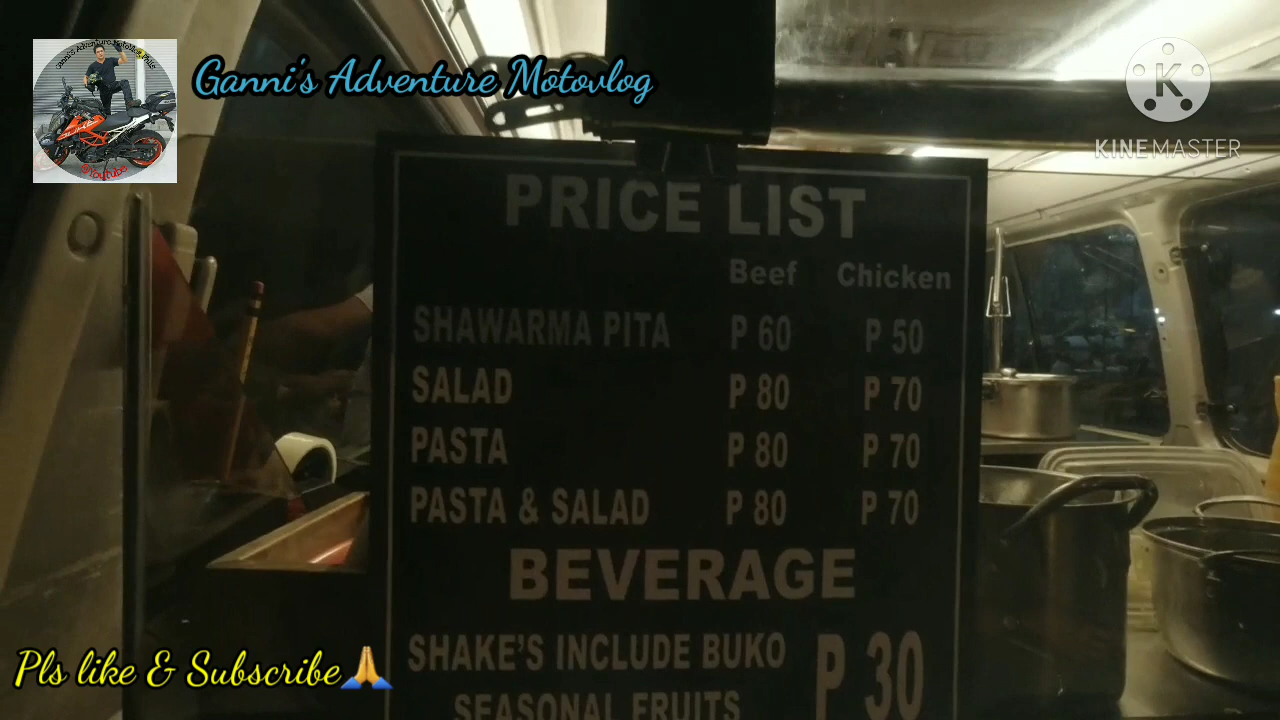 Ganni's Adventure Motovlog
@Youtube
KINEMASTER
PRICE LIST
Beef Chicken
SHAWARMA PITA P 60 P 50
SALAD P 80 P 70
PASTA P 80 P 70
PASTA & SALAD P 80 P 70
BEVERAGE
SHAKE'S INCLUDE BUKO P 30
SEASONAL FRUITS
Pls like & Subscribe🙏